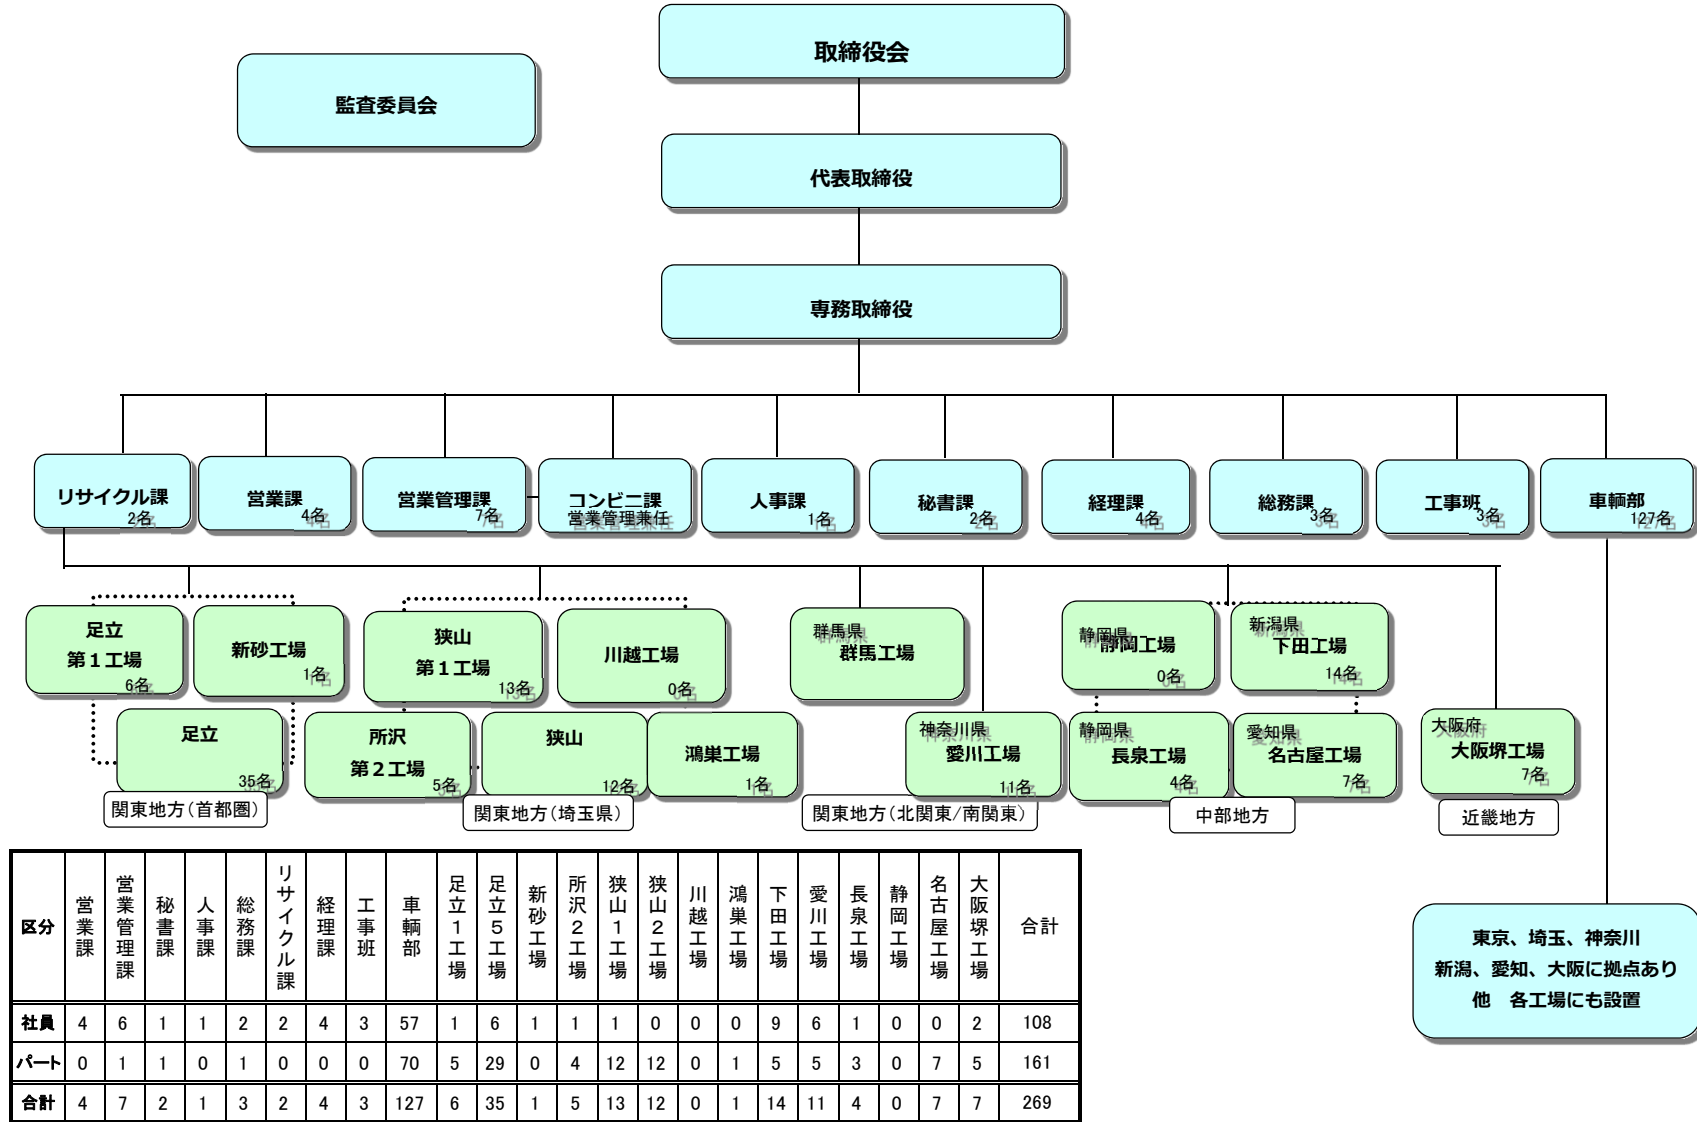 取締役会
監査委員会
代表取締役
専務取締役
リサイクル課
2名
営業課
4名
営業管理課
7名
コンビニ課
営業管理兼任
人事課
1名
秘書課
2名
経理課
4名
総務課
3名
工事班
3名
車輌部
127名
足立
第1工場
6名
新砂工場
1名
足立
35名
関東地方(首都圏)
狭山
第1工場
13名
川越工場
0名
所沢
第2工場
5名
狭山
12名
鴻巣工場
1名
関東地方(埼玉県)
群馬県
群馬工場
神奈川県
愛川工場
11名
関東地方(北関東/南関東)
静岡県
静岡工場
0名
新潟県
下田工場
14名
静岡県
長泉工場
4名
愛知県
名古屋工場
7名
中部地方
大阪府
大阪堺工場
7名
近畿地方
東京、埼玉、神奈川
新潟、愛知、大阪に拠点あり
他 各工場にも設置
区分 営業課 営業管理課 秘書課 人事課 総務課 リサイクル課 経理課 工事班 車輌部 足立1工場 足立5工場 新砂工場 所沢2工場 狭山1工場 狭山2工場 川越工場 鴻巣工場 下田工場 愛川工場 長泉工場 静岡工場 名古屋工場 大阪堺工場 合計
社員 4 6 1 1 2 2 4 3 57 1 6 1 1 1 0 0 0 9 6 1 0 0 2 108
パート 0 1 1 0 1 0 0 0 70 5 29 0 4 12 12 0 1 5 5 3 0 7 5 161
合計 4 7 2 1 3 2 4 3 127 6 35 1 5 13 12 0 1 14 11 4 0 7 7 269